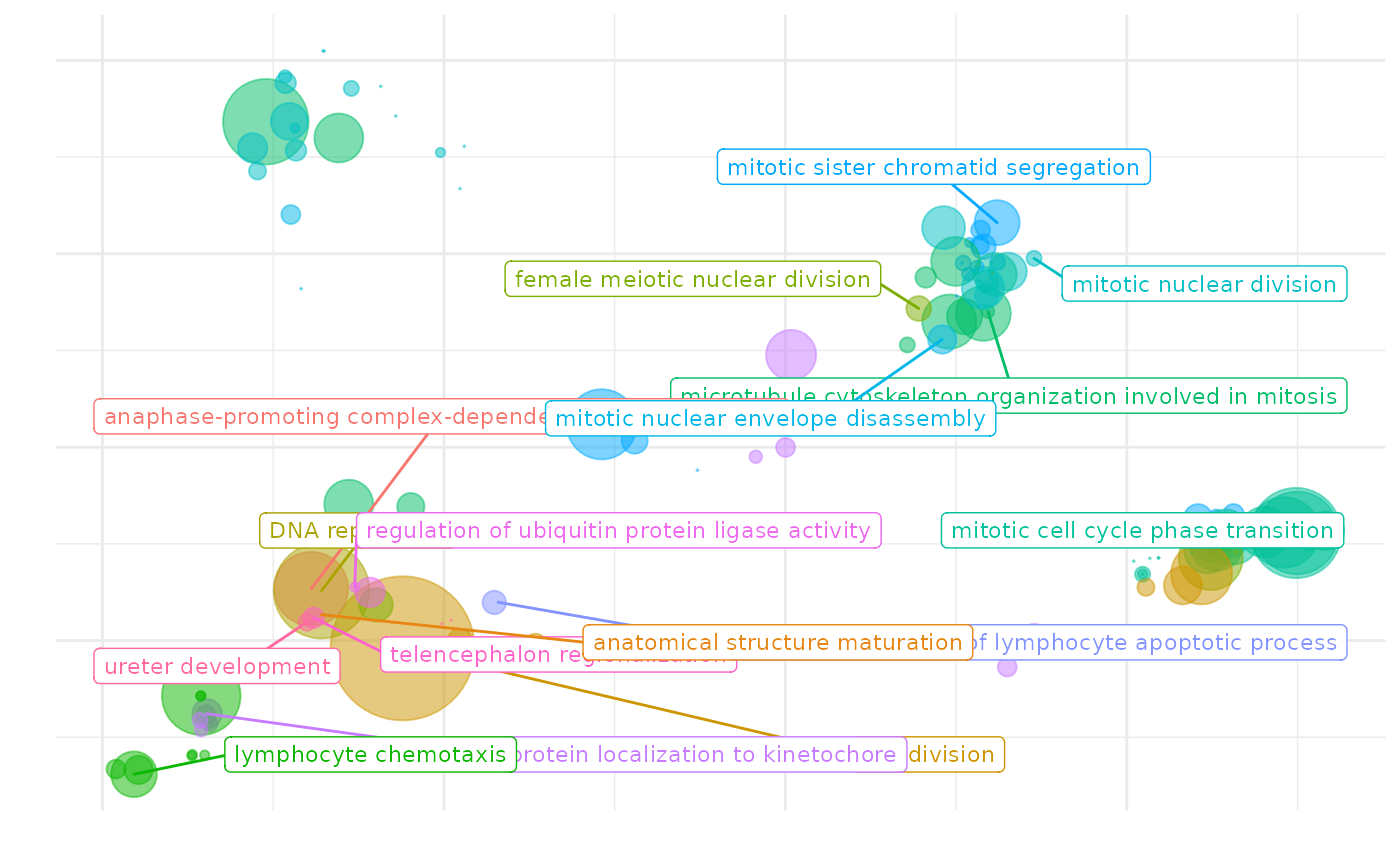 mitotic sister chromatid segregation
female meiotic nuclear division
mitotic nuclear division
microtubule cytoskeleton organization involved in mitosis
anaphase-promoting complex-depende
mitotic nuclear envelope disassembly
DNA rep
regulation of ubiquitin protein ligase activity
mitotic cell cycle phase transition
anatomical structure maturation
of lymphocyte apoptotic process
telencephalon regionalization
ureter development
lymphocyte chemotaxis
protein localization to kinetochore
division